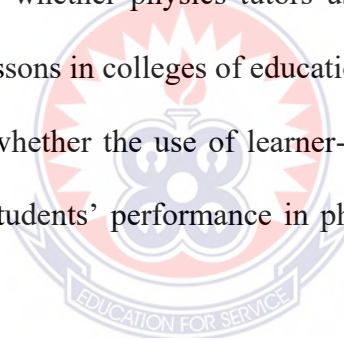 whether physics tutors
ssons in colleges of educati
whether the use of learner-
tudents’ performance in ph
EDUCATION FOR SERVICE